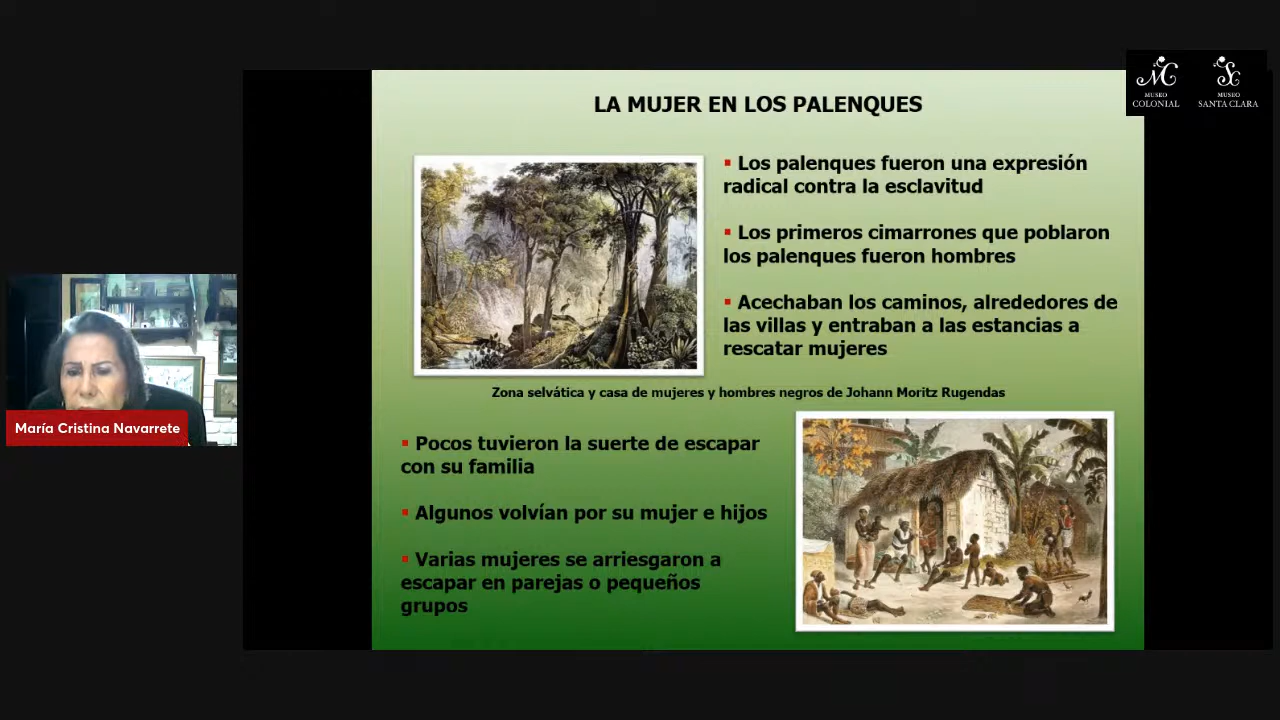 MUSEO
COLONIAL
MUSEO
SANTA CLARA
LA MUJER EN LOS PALENQUES
▪ Los palenques fueron una expresión
radical contra la esclavitud
▪ Los primeros cimarrones que poblaron
los palenques fueron hombres
▪ Acechaban los caminos, alrededores de
las villas y entraban a las estancias a
rescatar mujeres
Zona selvática y casa de mujeres y hombres negros de Johann Moritz Rugendas
▪ Pocos tuvieron la suerte de escapar
con su familia
▪ Algunos volvían por su mujer e hijos
▪ Varias mujeres se arriesgaron a
escapar en parejas o pequeños
grupos
María Cristina Navarrete